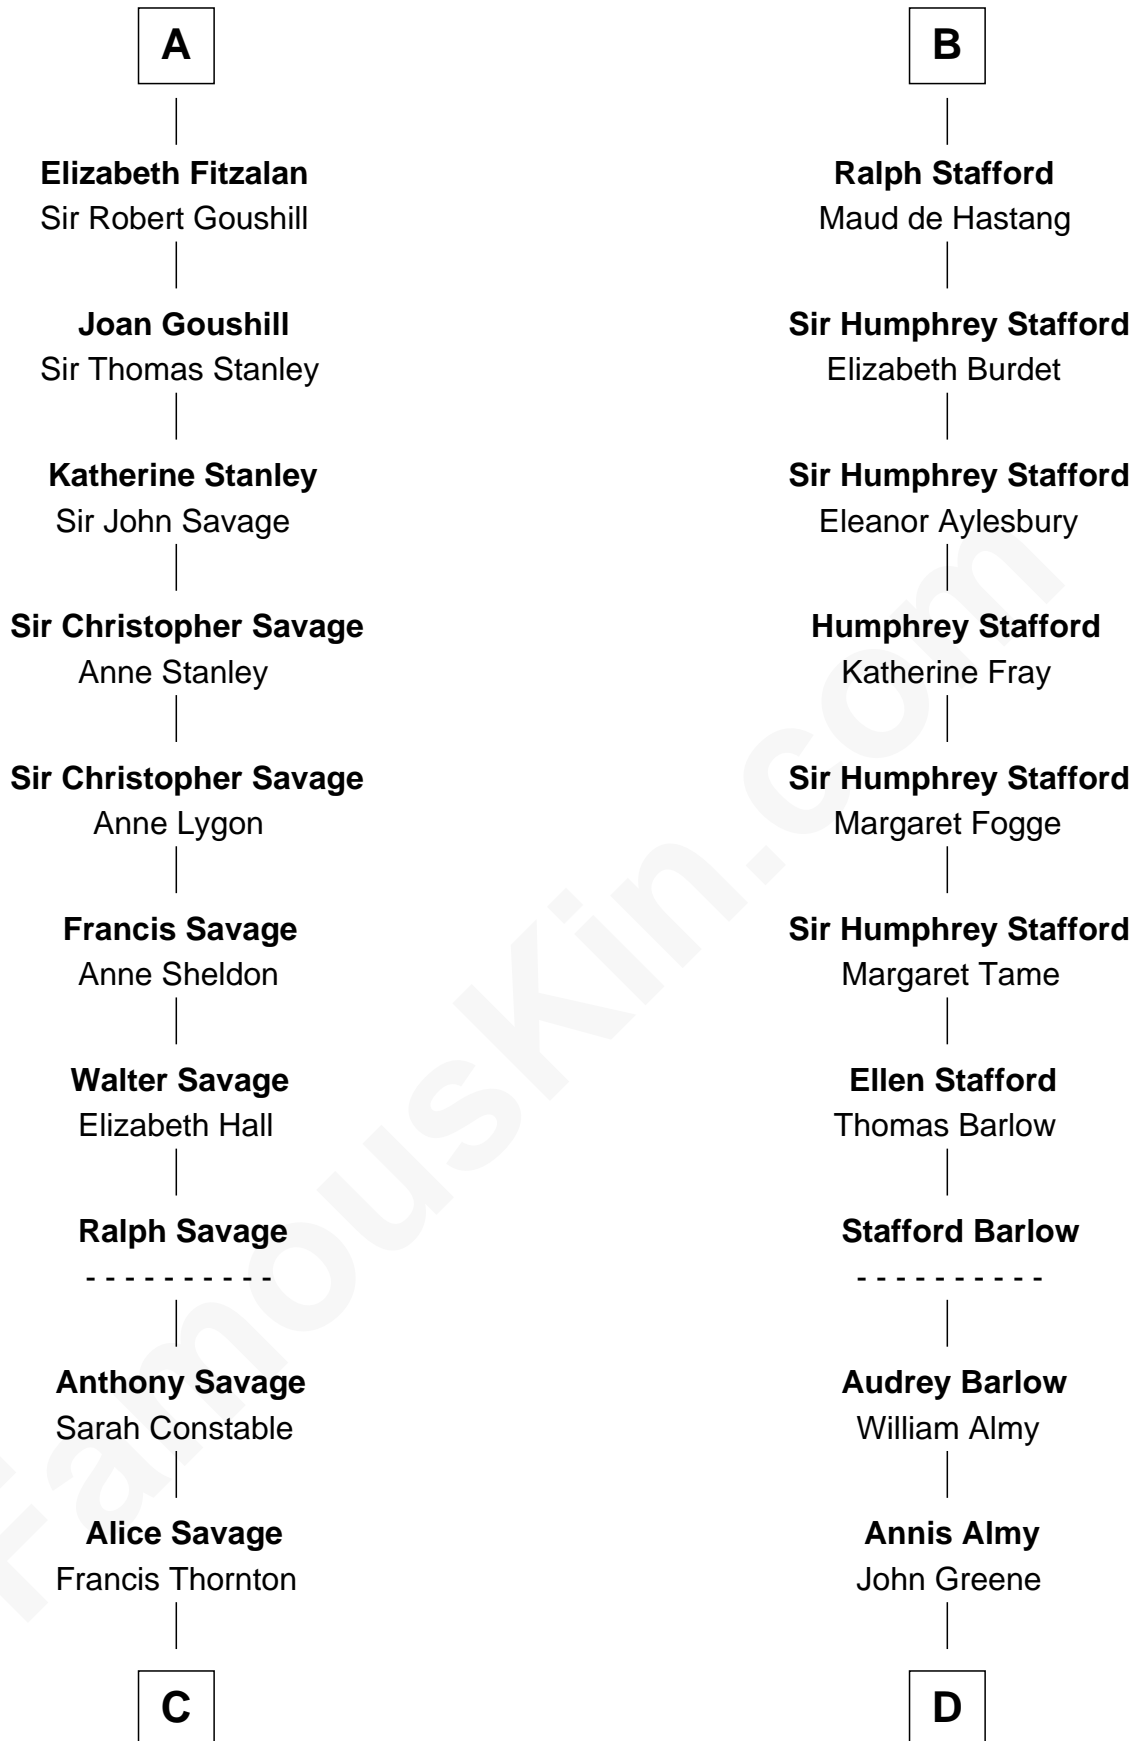 A
Elizabeth Fitzalan
Sir Robert Goushill
Joan Goushill
Sir Thomas Stanley
Katherine Stanley
Sir John Savage
Sir Christopher Savage
Anne Stanley
Sir Christopher Savage
Anne Lygon
Francis Savage
Anne Sheldon
Walter Savage
Elizabeth Hall
Ralph Savage
- - - - - - - - - -
Anthony Savage
Sarah Constable
Alice Savage
Francis Thornton
C
B
Ralph Stafford
Maud de Hastang
Sir Humphrey Stafford
Elizabeth Burdet
Sir Humphrey Stafford
Eleanor Aylesbury
Humphrey Stafford
Katherine Fray
Sir Humphrey Stafford
Margaret Fogge
Sir Humphrey Stafford
Margaret Tame
Ellen Stafford
Thomas Barlow
Stafford Barlow
- - - - - - - - - -
Audrey Barlow
William Almy
Annis Almy
John Greene
D
FamousKin.com